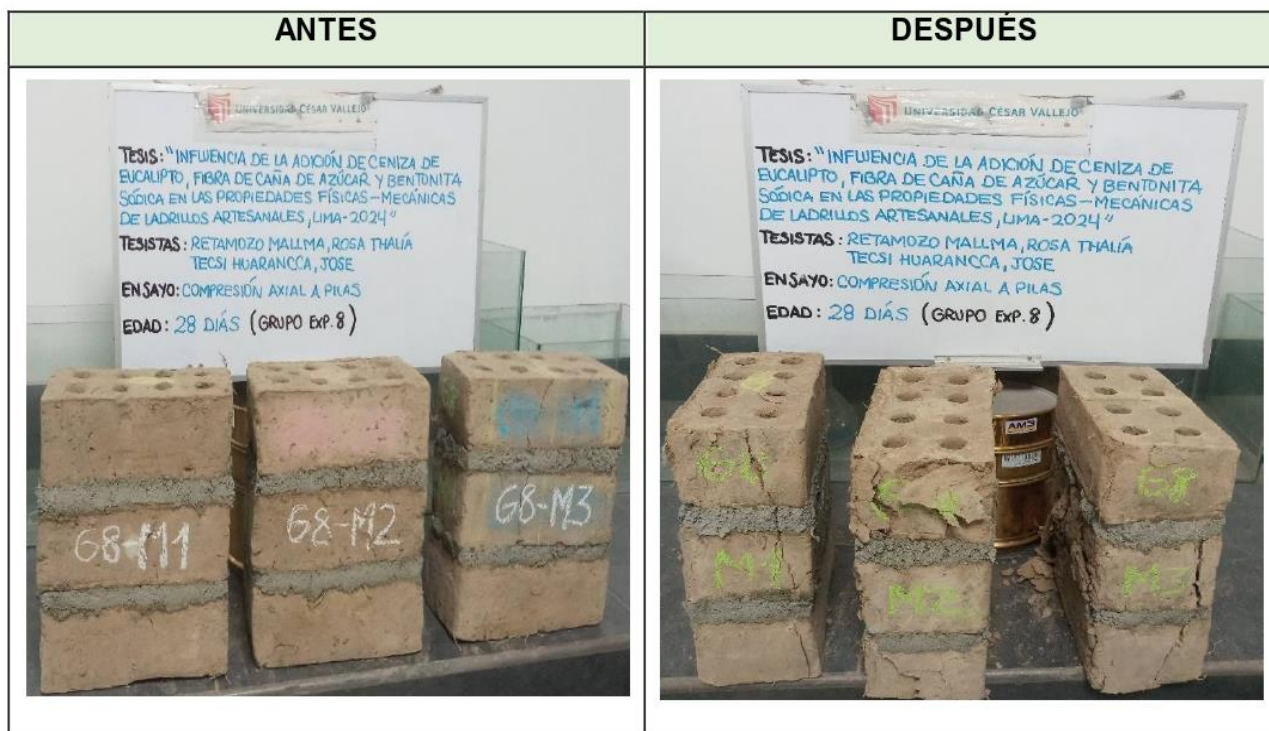 ANTES
DESPUÉS
UNIVERSIDAD CÉSAR VALLEJO
TESIS: "INFLUENCIA DE LA ADICIÓN DE CENIZA DE
EUCALIPTO, FIBRA DE CAÑA DE AZÚCAR Y BENTONITA
SÓDICA EN LAS PROPIEDADES FÍSICAS-MECÁNICAS
DE LADRILLOS ARTESANALES, LIMA-2024"
TESISTAS: RETAMOZO MALLMA, ROSA THALÍA
TECSI HUARANCCA, JOSE
ENSAYO: COMPRESIÓN AXIAL A PILAS
EDAD: 28 DIÁS (GRUPO EXP. 8)
G8-M1
G8-M2
G8-M3
UNIVERSIDAD CÉSAR VALLEJO
TESIS: "INFLUENCIA DE LA ADICIÓN DE CENIZA DE
EUCALIPTO, FIBRA DE CAÑA DE AZÚCAR Y BENTONITA
SÓDICA EN LAS PROPIEDADES FÍSICAS-MECÁNICAS
DE LADRILLOS ARTESANALES, LIMA-2024"
TESISTAS: RETAMOZO MALLMA, ROSA THALÍA
TECSI HUARANCCA, JOSE
ENSAYO: COMPRESIÓN AXIAL A PILAS
EDAD: 28 DIÁS (GRUPO EXP. 8)
AMS
G8
M1
M2
G8
M3